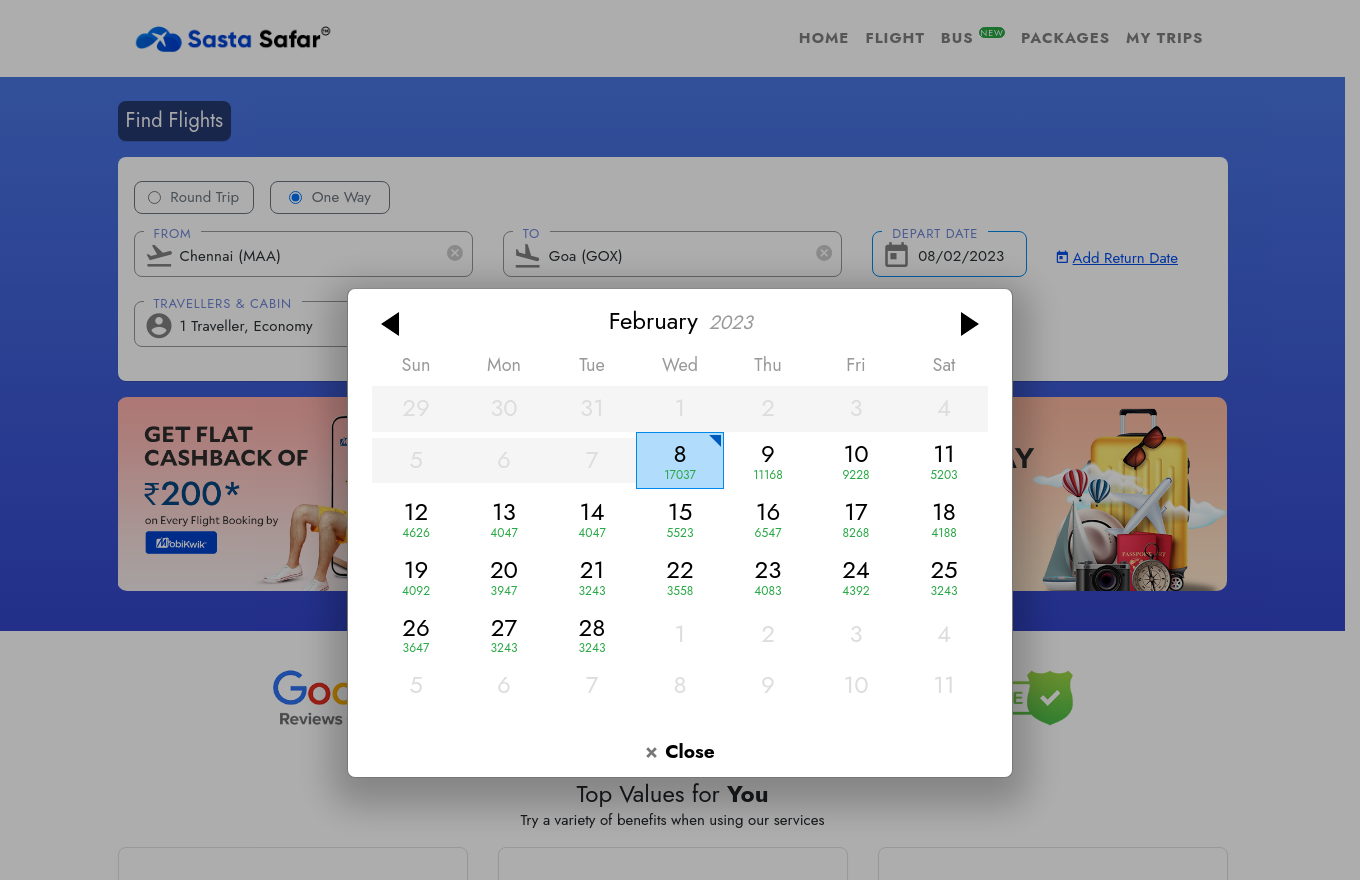 Sasta Safar
HOME FLIGHT BUS NEW PACKAGES MY TRIPS
Find Flights
Round Trip One Way
FROM
Chennai (MAA)
TO
Goa (GOX)
DEPART DATE
08/02/2023
Add Return Date
TRAVELLERS & CABIN
1 Traveller, Economy
February 2023
Sun Mon Tue Wed Thu Fri Sat
29 30 31 1 2 3 4
5 6 7 8 9 10 11
17037 11168 9228 5203
12 13 14 15 16 17 18
4626 4047 4047 5523 6547 8268 4188
19 20 21 22 23 24 25
4092 3947 3243 3558 4083 4392 3243
26 27 28 1 2 3 4
3647 3243 3243
5 6 7 8 9 10 11
× Close
GET FLAT
CASHBACK OF
₹200*
on Every Flight Booking by
MobiKwik
Goo
Reviews
Top Values for You
Try a variety of benefits when using our services